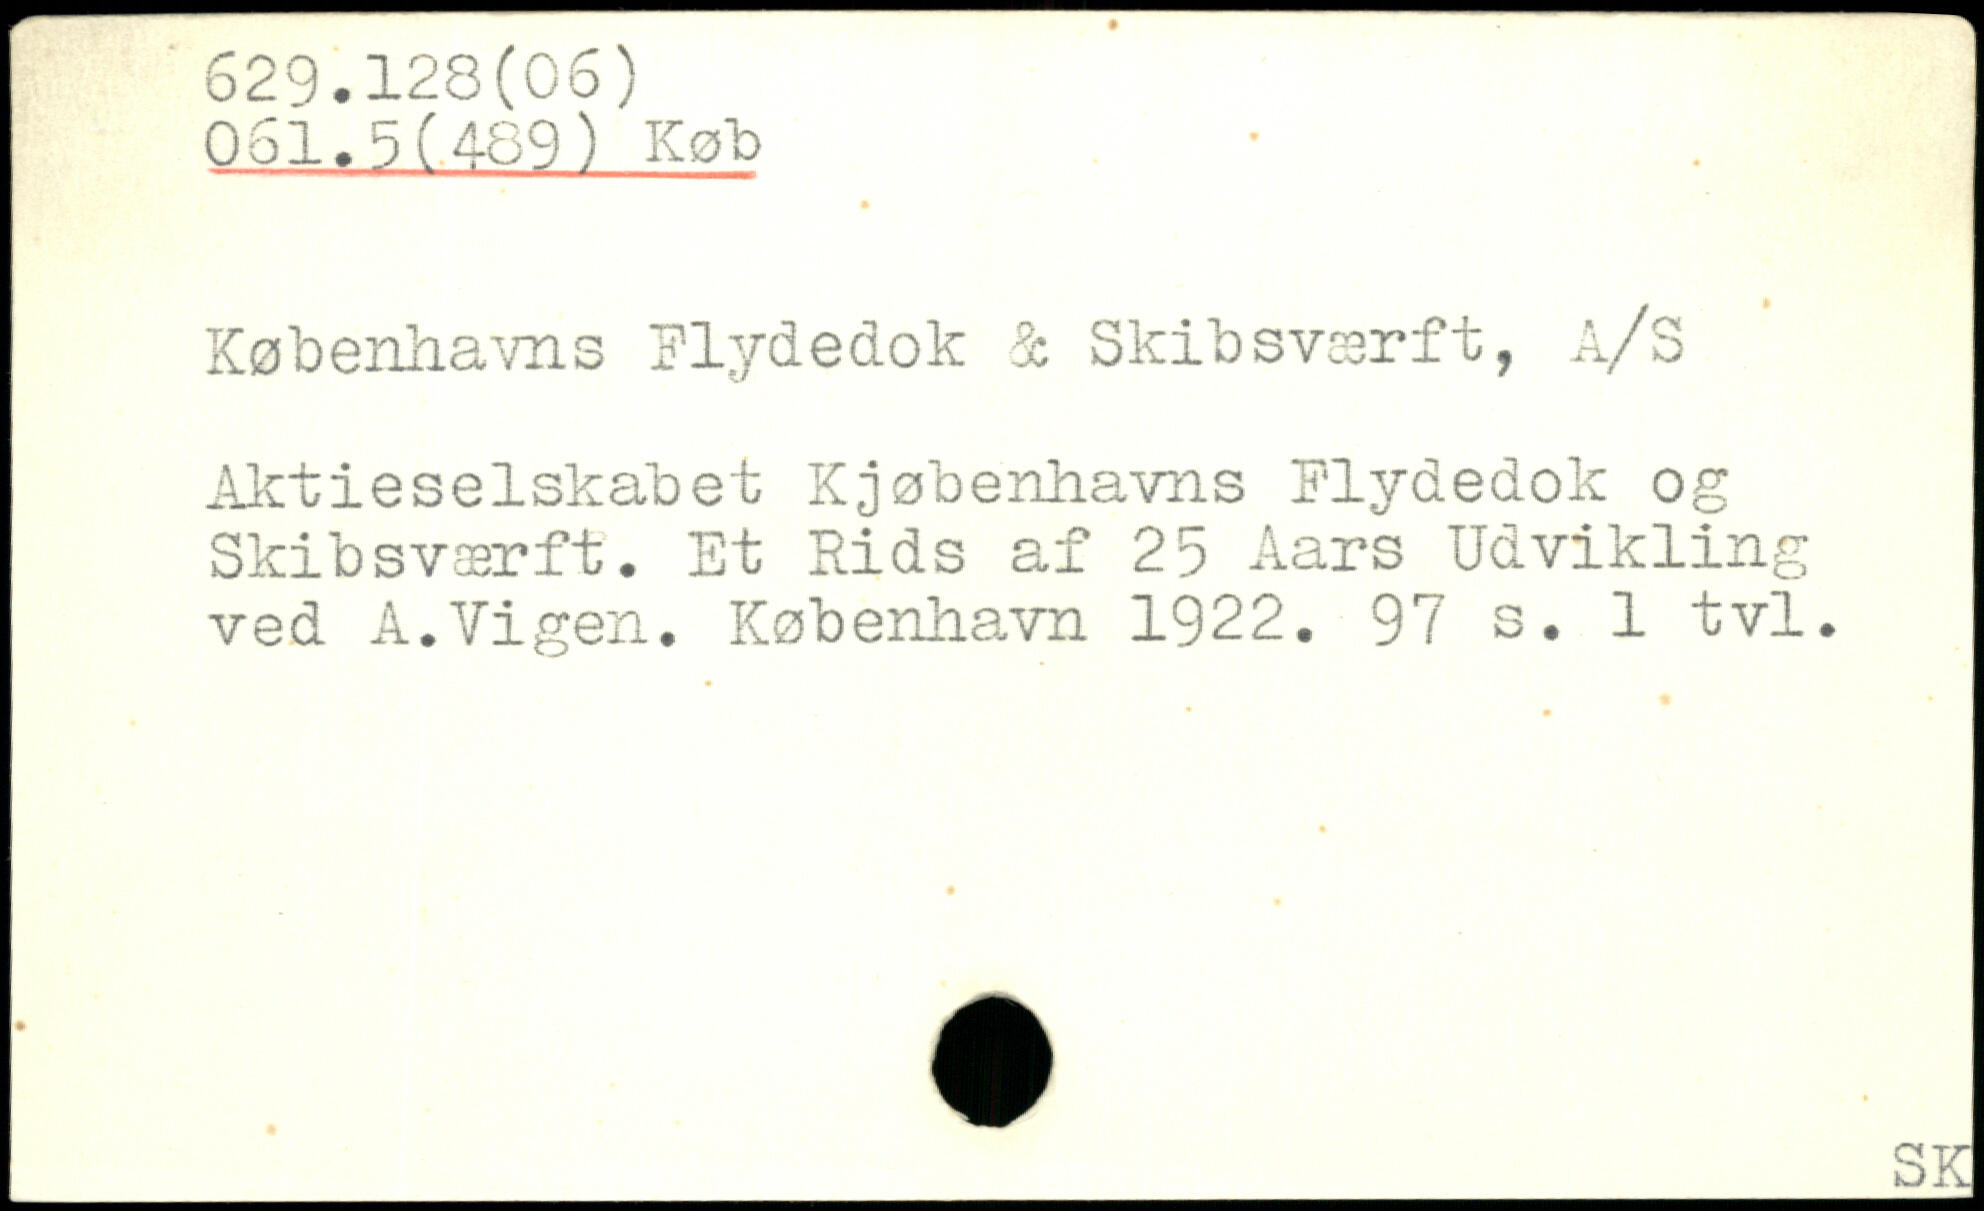 629.128(06)
061.5(489) Køb
Københavns Flydedok & Skibsværft, A/S
Aktieselskabet Kjøbenhavns Flydedok og
Skibsværft. Et Rids af 25 Aars Udvikling
ved A.Vigen. København 1922. 97 s. 1 tvl.
SK